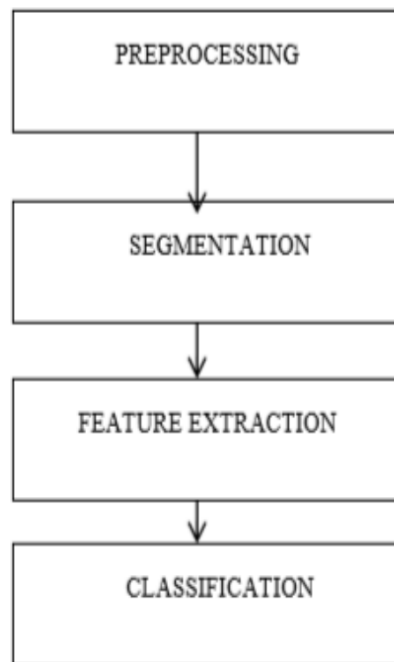 PREPROCESSING
SEGMENTATION
FEATURE EXTRACTION
CLASSIFICATION